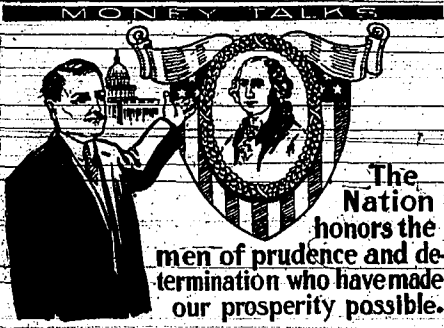 MONEY TALKS
The
Nation
honors the
men of prudence and de-
termination who have made
our prosperity possible.